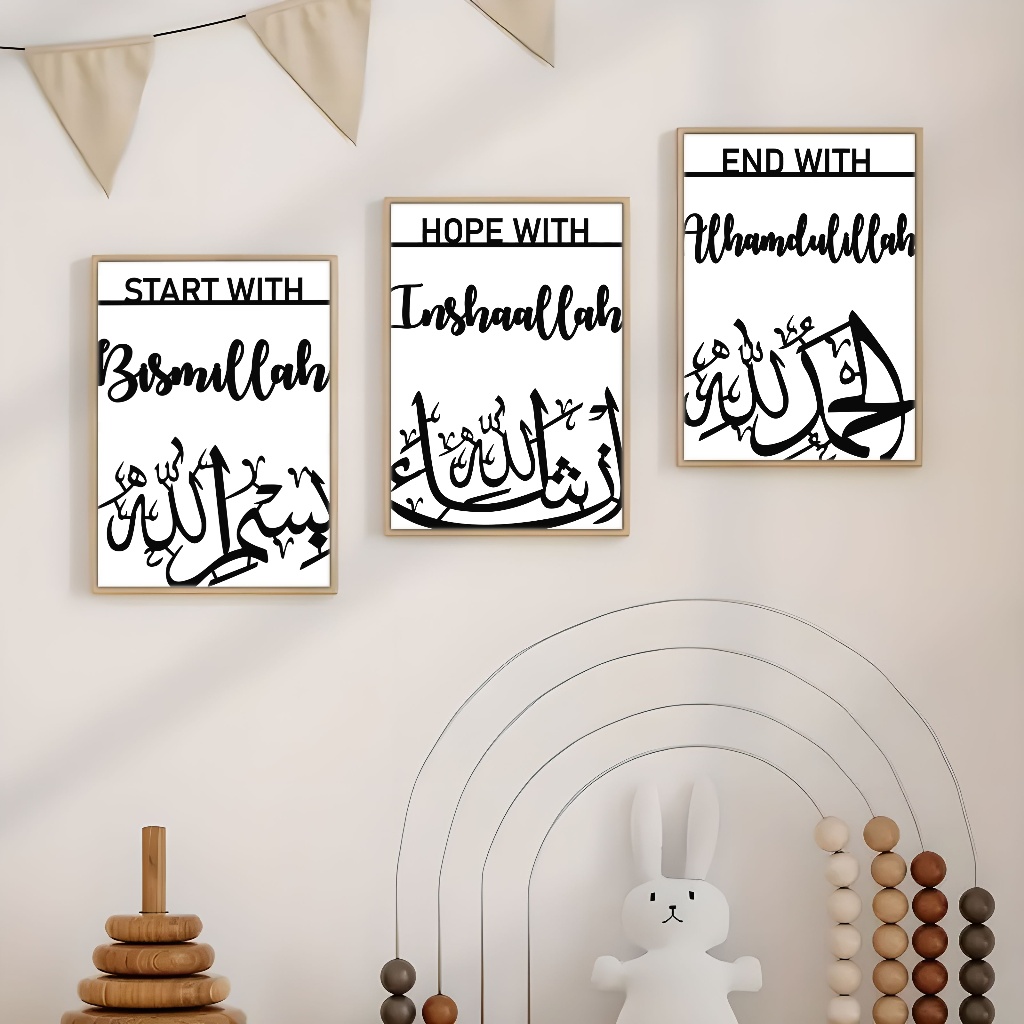 START WITH
Bismillah
بسم الله
HOPE WITH
Inshaallah
إن شاء الله
END WITH
Alhamdulillah
الحمد لله